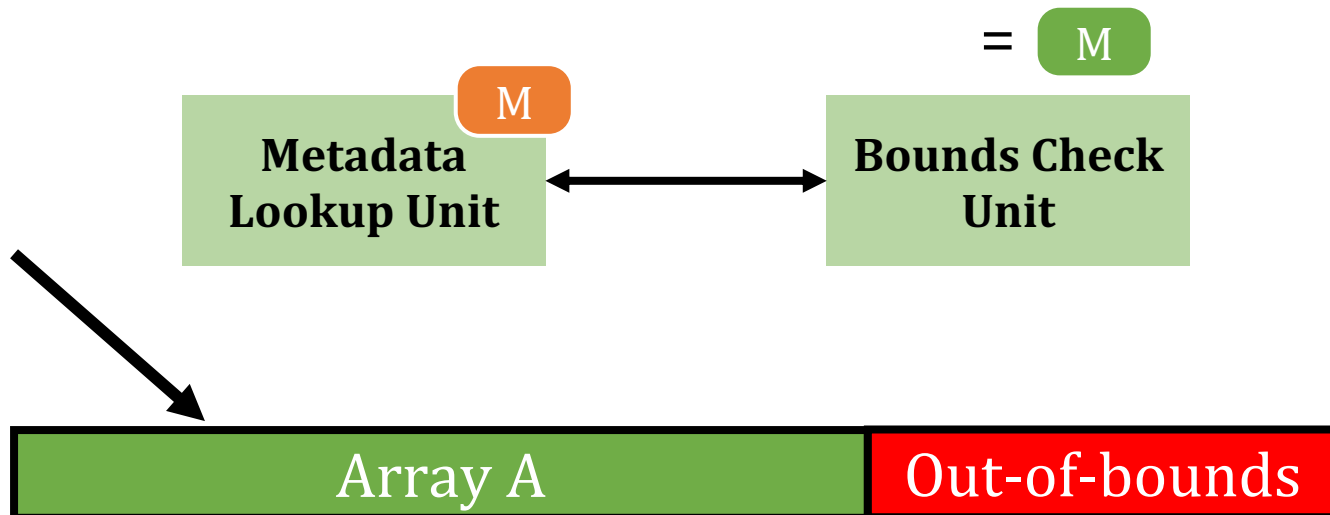 = M
M
Metadata
Lookup Unit
Bounds Check
Unit
Array A
Out-of-bounds